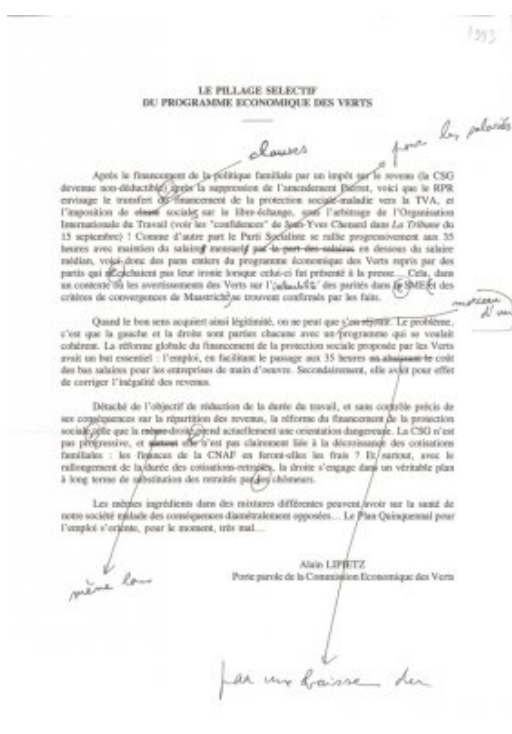 1993
LE PILLAGE SELECTIF
DU PROGRAMME ECONOMIQUE DES VERTS
clauses
pour les salariés
Après le financement de la politique familiale par un impôt sur le revenu (la CSG
devenue non-déductible) après la suppression de l'amendement, voici que le RPR
envisage le transfert du financement de la protection sociale-maladie vers la TVA, et
l'imposition de clause sociales sur le libre-échange, sous l'arbitrage de l'Organisation
Internationale du Travail (voir les "confidences" de Jean-Yves Chenard dans La Tribune du
15 septembre) ! Comme d'autre part le Parti Socialiste se rallie progressivement aux 35
heures avec maintien du salaire mensuel par la part des salaires en dessous du salaire
médian, voici donc des pans entiers du programme économique des Verts repris par des
partis qui cachaient peu leur ironie lorsque celui-ci fut présenté à la presse... Cela, dans
un contexte où les avertissements des Verts sur l' des parités dans le SME et des
critères de convergences de Maastricht se trouvent confirmés par les faits.
morceau
d'un
Quand le bon sens acquiert ainsi légitimité, on ne peut que s'en réjouir. Le problème,
c'est que la gauche et la droite sont parties chacune avec un programme qui se voulait
cohérent. La réforme globale du financement de la protection sociale proposée par les Verts
avait un but essentiel : l'emploi, en facilitant le passage aux 35 heures en abaissant le coût
des bas salaires pour les entreprises de main d'oeuvre. Secondairement, elle avait pour effet
de corriger l'inégalité des revenus.
Détaché de l'objectif de réduction de la durée du travail, et sans contrôle précis de
ses conséquences sur la répartition des revenus, la réforme du financement de la protection
sociale, telle que la même droite prend actuellement une orientation dangereuse. La CSG n'est
pas progressive, et surtout elle n'est pas clairement liée à la décroissance des cotisations
familiales : les finances de la CNAF en feront-elles les frais ? Et surtout, avec le
rallongement de la durée des cotisations-retraites, la droite s'engage dans un véritable plan
à long terme de substitution des retraités par des chômeurs.
Les mêmes ingrédients dans des mixtures différentes peuvent avoir sur la santé de
notre société malade des conséquences diamétralement opposées... Le Plan Quinquennal pour
l'emploi s'oriente, pour le moment, très mal...
Alain LIPIETZ
Porte parole de la Commission Economique des Verts
mène la
par une baisse du